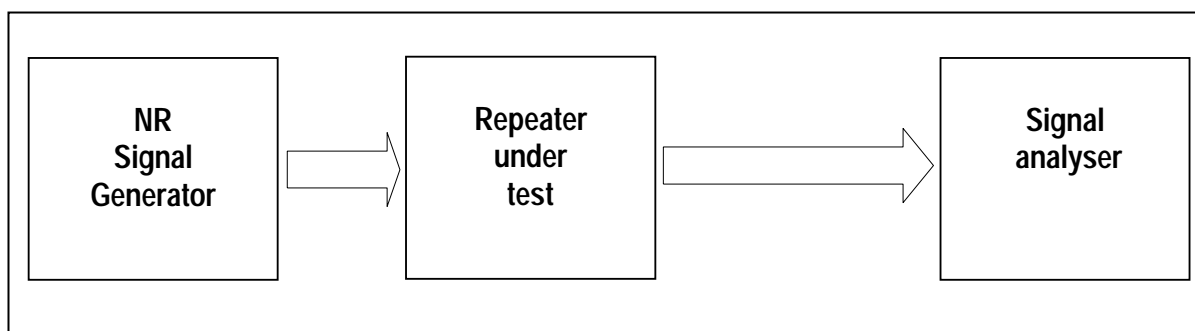 NR
Signal
Generator
Repeater
under
test
Signal
analyser